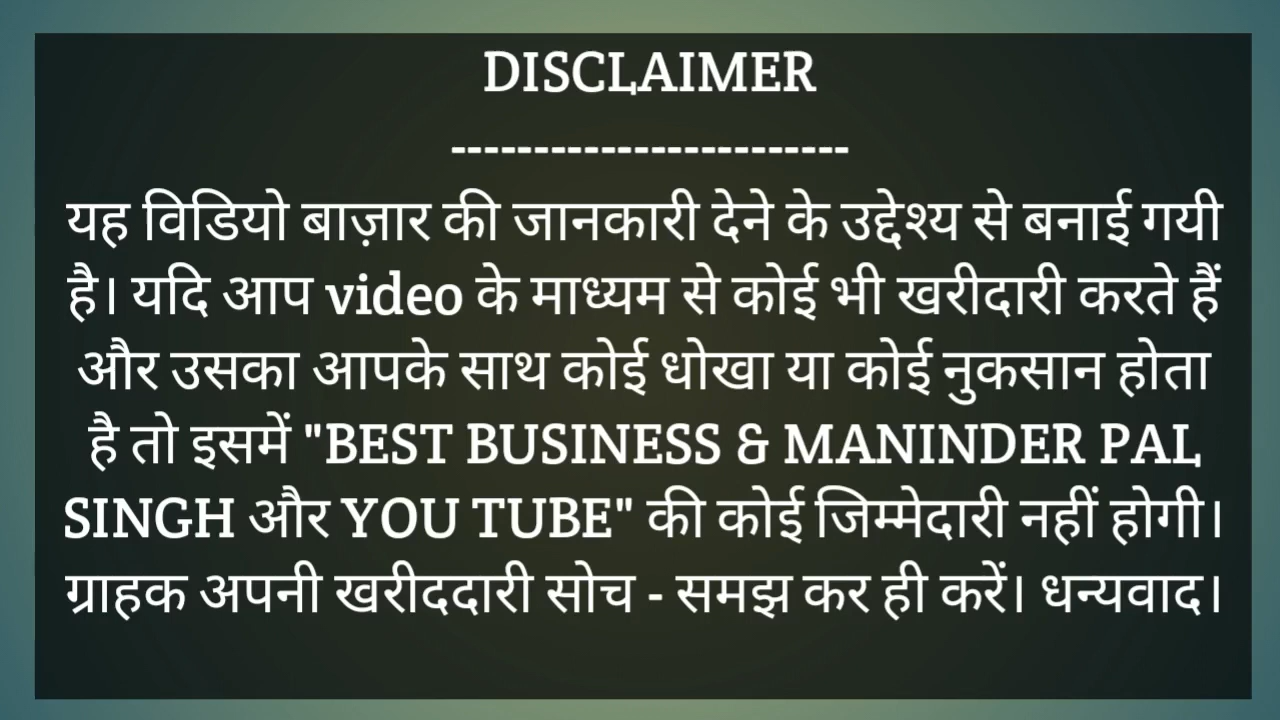 DISCLAIMER
------------------------
यह विडियो बाज़ार की जानकारी देने के उद्देश्य से बनाई गयी
है। यदि आप video के माध्यम से कोई भी खरीदारी करते हैं
और उसका आपके साथ कोई धोखा या कोई नुकसान होता
है तो इसमें "BEST BUSINESS & MANINDER PAL
SINGH और YOU TUBE" की कोई जिम्मेदारी नहीं होगी।
ग्राहक अपनी खरीददारी सोच - समझ कर ही करें। धन्यवाद।